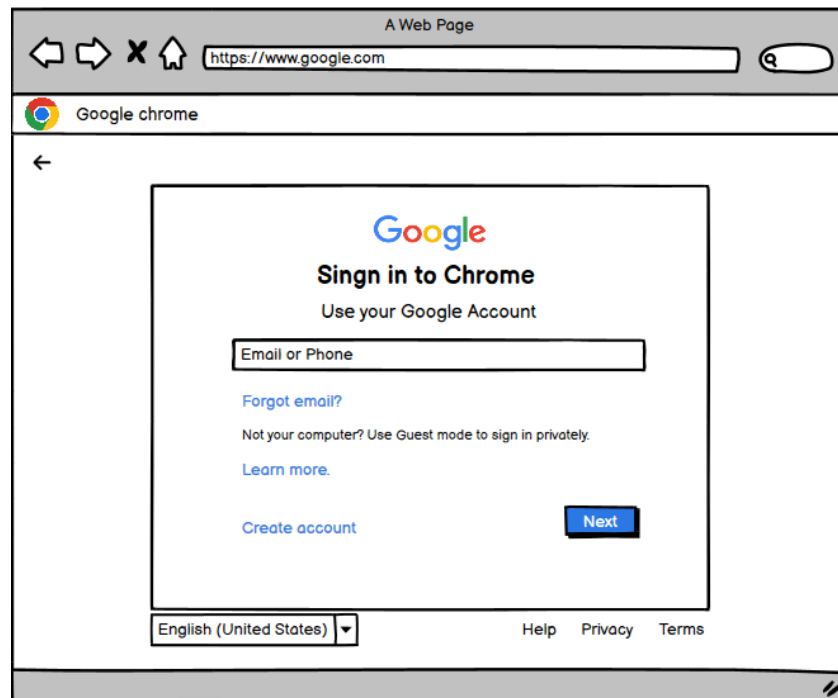 A Web Page
https://www.google.com
Google chrome
Google
Singn in to Chrome
Use your Google Account
Email or Phone
Forgot email?
Not your computer? Use Guest mode to sign in privately.
Learn more.
Create account
Next
English (United States)
Help Privacy Terms